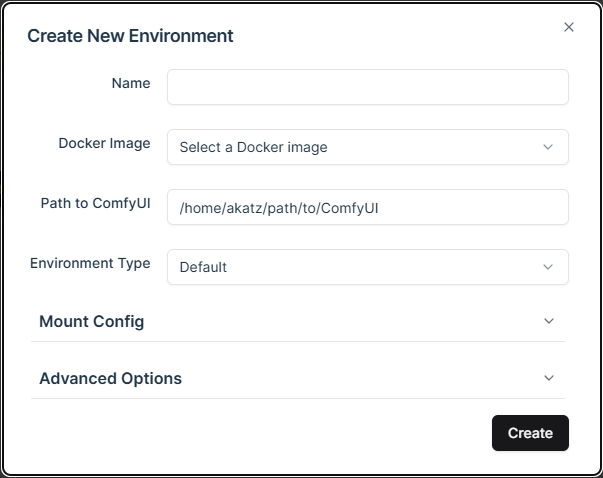 Create New Environment
Name
Docker Image
Select a Docker image
Path to ComfyUI
/home/akatz/path/to/ComfyUI
Environment Type
Default
Mount Config
Advanced Options
Create